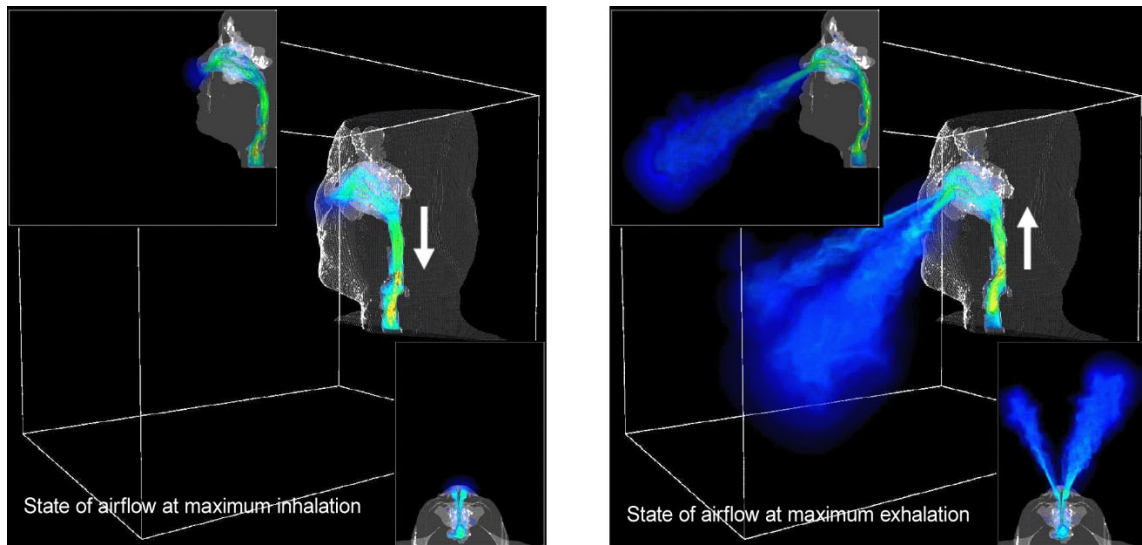 State of airflow at maximum inhalation
State of airflow at maximum exhalation